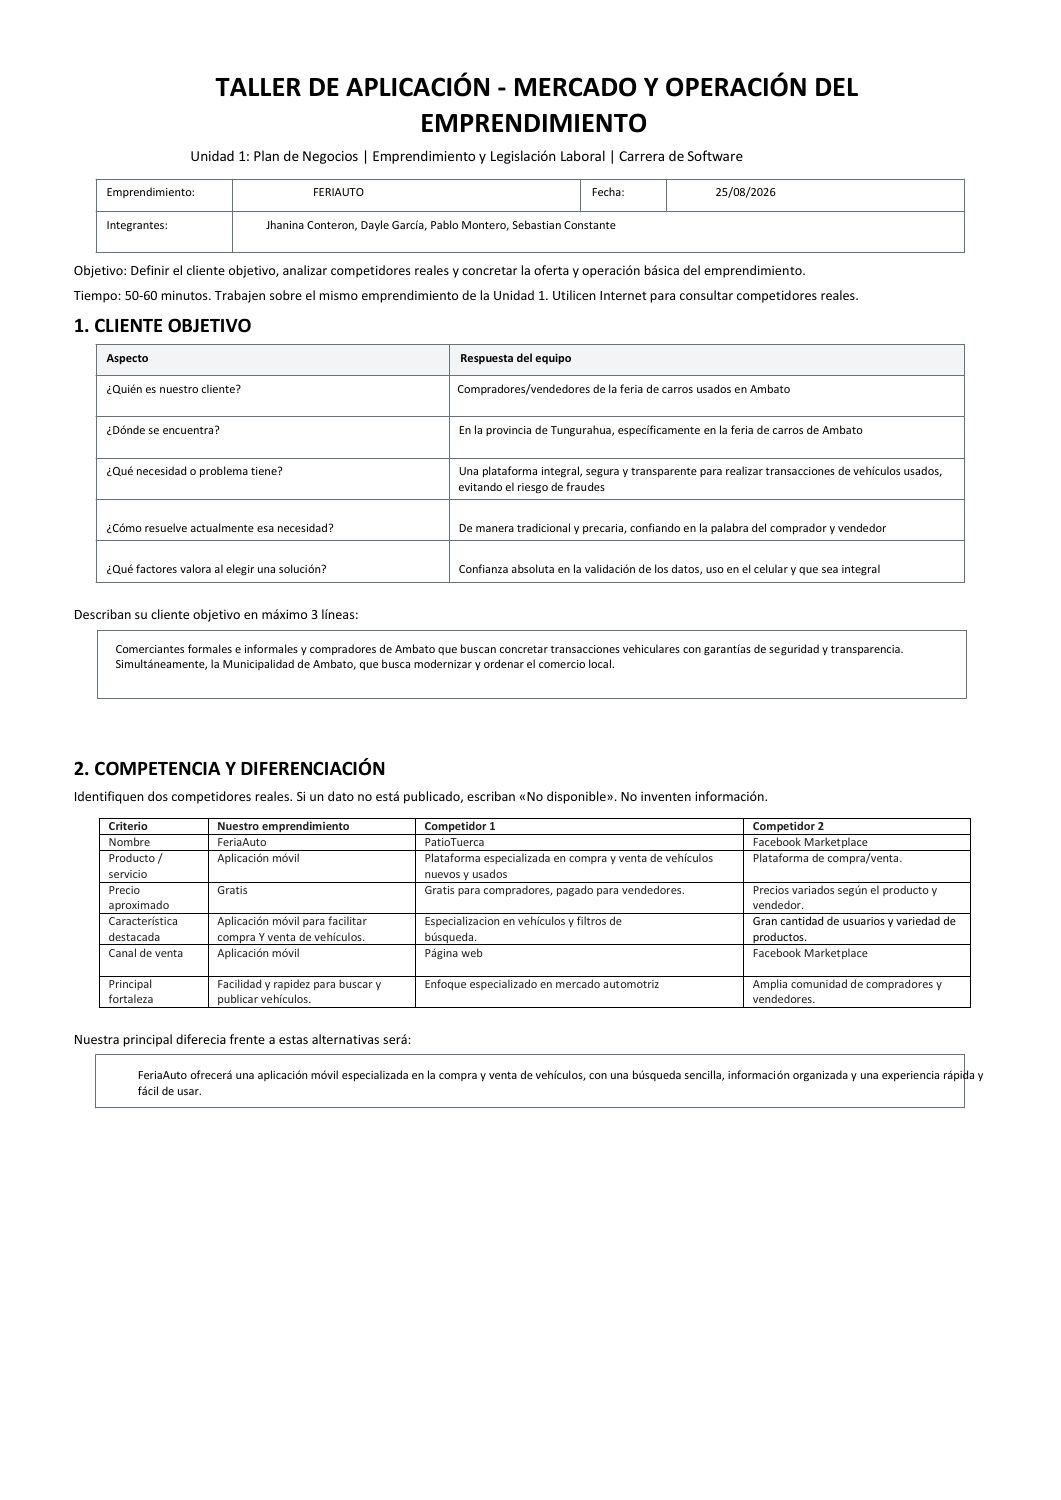 TALLER DE APLICACIÓN - MERCADO Y OPERACIÓN DEL
EMPRENDIMIENTO
Unidad 1: Plan de Negocios | Emprendimiento y Legislación Laboral | Carrera de Software
Emprendimiento: FERIAUTO Fecha: 25/08/2026
Integrantes: Jhanina Conteron, Dayle García, Pablo Montero, Sebastian Constante
Objetivo: Definir el cliente objetivo, analizar competidores reales y concretar la oferta y operación básica del emprendimiento.
Tiempo: 50-60 minutos. Trabajen sobre el mismo emprendimiento de la Unidad 1. Utilicen Internet para consultar competidores reales.
1. CLIENTE OBJETIVO
Aspecto Respuesta del equipo
¿Quién es nuestro cliente? Compradores/vendedores de la feria de carros usados en Ambato
¿Dónde se encuentra? En la provincia de Tungurahua, específicamente en la feria de carros de Ambato
¿Qué necesidad o problema tiene? Una plataforma integral, segura y transparente para realizar transacciones de vehículos usados,
evitando el riesgo de fraudes
¿Cómo resuelve actualmente esa necesidad? De manera tradicional y precaria, confiando en la palabra del comprador y vendedor
¿Qué factores valora al elegir una solución? Confianza absoluta en la validación de los datos, uso en el celular y que sea integral
Describan su cliente objetivo en máximo 3 líneas:
Comerciantes formales e informales y compradores de Ambato que buscan concretar transacciones vehiculares con garantías de seguridad y transparencia.
Simultáneamente, la Municipalidad de Ambato, que busca modernizar y ordenar el comercio local.
2. COMPETENCIA Y DIFERENCIACIÓN
Identifiquen dos competidores reales. Si un dato no está publicado, escriban «No disponible». No inventen información.
Criterio Nuestro emprendimiento Competidor 1 Competidor 2
Nombre FeriaAuto PatioTuerca Facebook Marketplace
Producto / Aplicación móvil Plataforma especializada en compra y venta de vehículos Plataforma de compra/venta.
servicio nuevos y usados
Precio Gratis Gratis para compradores, pagado para vendedores. Precios variados según el producto y
aproximado vendedor.
Característica Aplicación móvil para facilitar Especializacion en vehículos y filtros de Gran cantidad de usuarios y variedad de
destacada compra Y venta de vehículos. búsqueda. productos.
Canal de venta Aplicación móvil Página web Facebook Marketplace
Principal Facilidad y rapidez para buscar y Enfoque especializado en mercado automotriz Amplia comunidad de compradores y
fortaleza publicar vehículos. vendedores.
Nuestra principal diferecia frente a estas alternativas será:
FeriaAuto ofrecerá una aplicación móvil especializada en la compra y venta de vehículos, con una búsqueda sencilla, información organizada y una experiencia rápida y
fácil de usar.